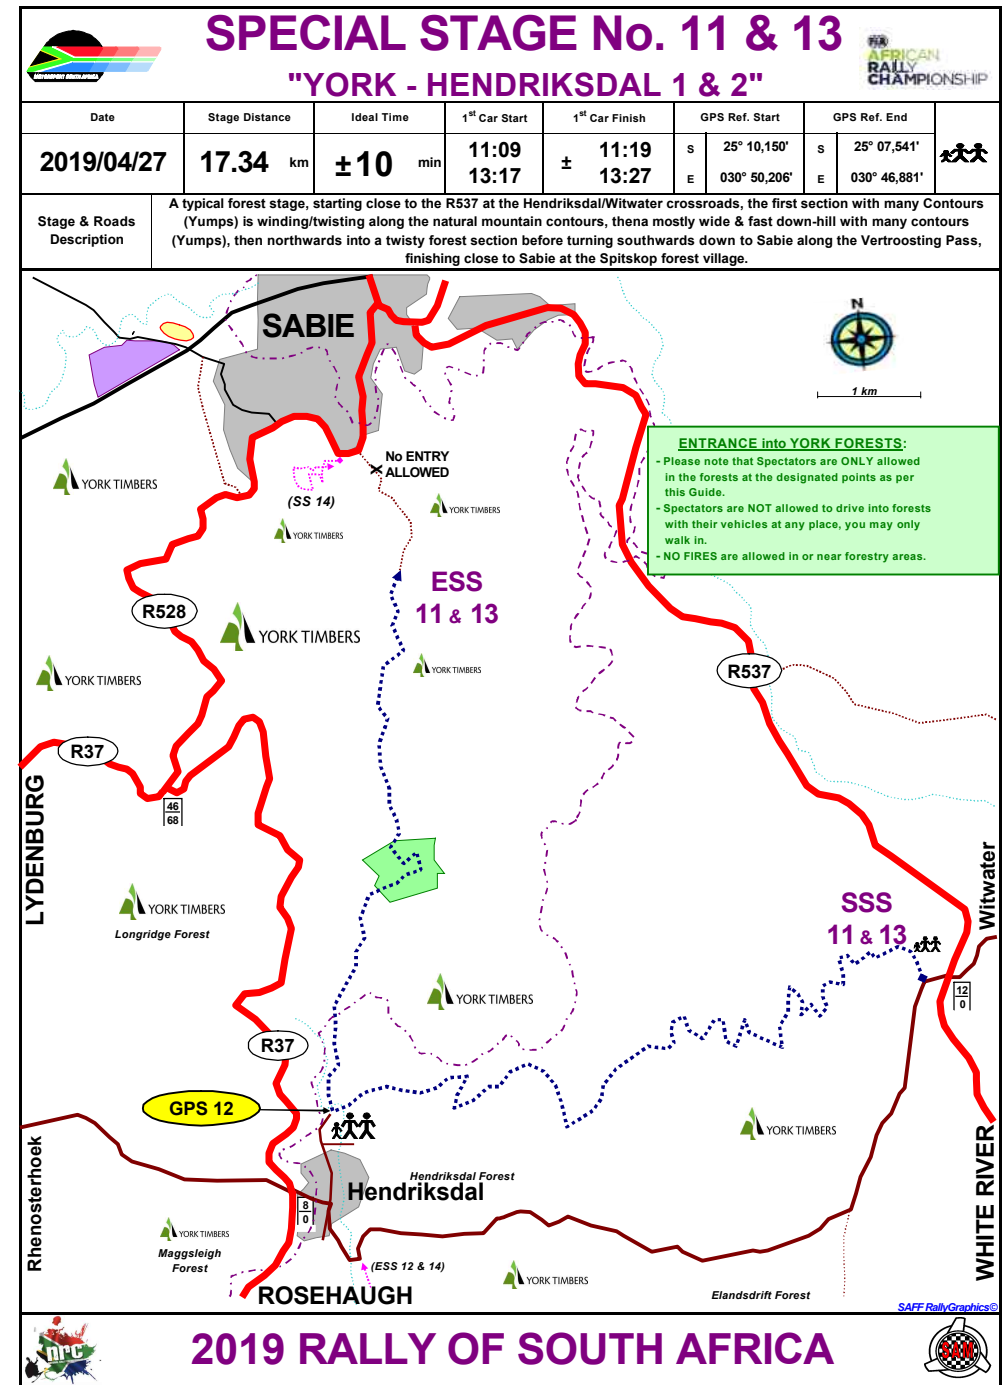 SPECIAL STAGE No. 11 & 13
"YORK - HENDRIKSDAL 1 & 2"
MOTORSPORT SOUTH AFRICA
FIA
AFRICAN
RALLY
CHAMPIONSHIP
Date
Stage Distance
Ideal Time
1st Car Start
1st Car Finish
GPS Ref. Start
GPS Ref. End
2019/04/27
17.34 km
±10 min
11:09
13:17
±
11:19
13:27
S 25° 10,150'
E 030° 50,206'
S 25° 07,541'
E 030° 46,881'
Stage & Roads
Description
A typical forest stage, starting close to the R537 at the Hendriksdal/Witwater crossroads, the first section with many Contours
(Yumps) is winding/twisting along the natural mountain contours, thena mostly wide & fast down-hill with many contours
(Yumps), then northwards into a twisty forest section before turning southwards down to Sabie along the Vertroosting Pass,
finishing close to Sabie at the Spitskop forest village.
SABIE
N
1 km
ENTRANCE into YORK FORESTS:
- Please note that Spectators are ONLY allowed
in the forests at the designated points as per
this Guide.
- Spectators are NOT allowed to drive into forests
with their vehicles at any place, you may only
walk in.
- NO FIRES are allowed in or near forestry areas.
No ENTRY
ALLOWED
YORK TIMBERS
(SS 14)
YORK TIMBERS
YORK TIMBERS
ESS
11 & 13
R528
YORK TIMBERS
YORK TIMBERS
YORK TIMBERS
R537
R37
46
68
LYDENBURG
Witwater
SSS
11 & 13
YORK TIMBERS
Longridge Forest
YORK TIMBERS
12
0
R37
GPS 12
YORK TIMBERS
Rhenosterhoek
Hendriksdal Forest
Hendriksdal
8
0
WHITE RIVER
YORK TIMBERS
Maggsleigh
Forest
(ESS 12 & 14)
YORK TIMBERS
ROSEHAUGH
Elandsdrift Forest
SAFF RallyGraphics©
nrc
2019 RALLY OF SOUTH AFRICA
SAM